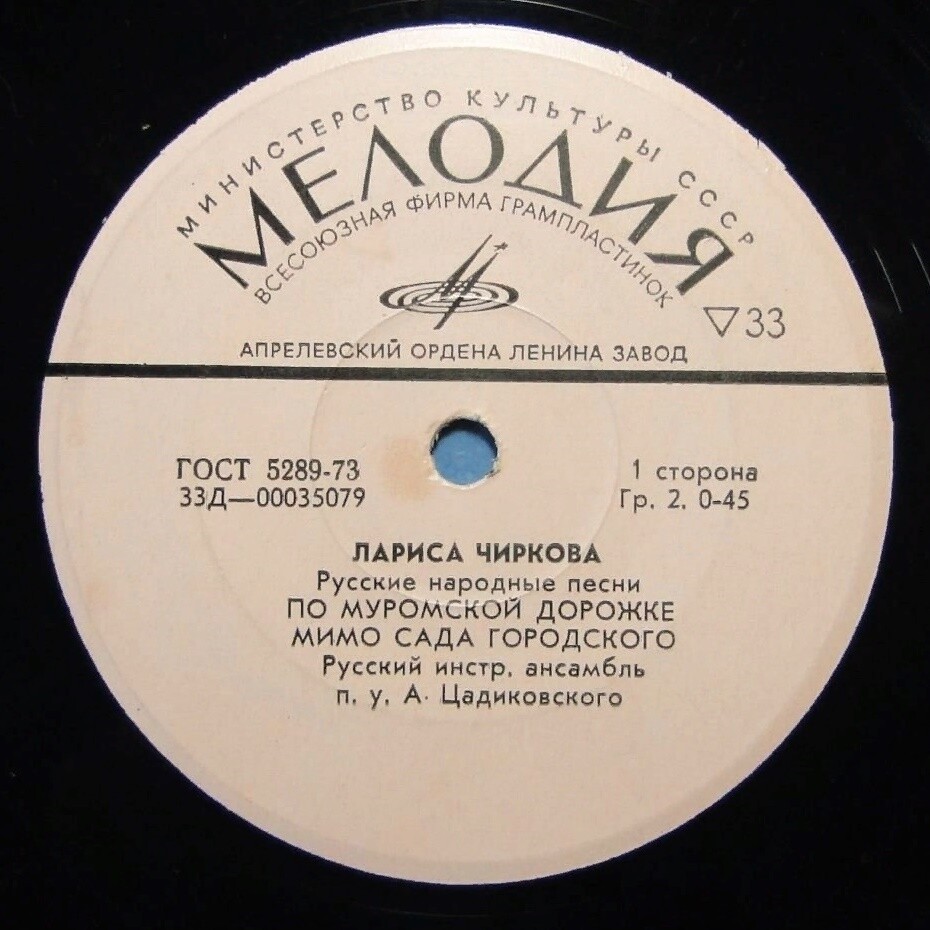 МИНИСТЕРСТВО КУЛЬТУРЫ СССР
МЕЛОДИЯ
ВСЕСОЮЗНАЯ ФИРМА ГРАМПЛАСТИНОК
▽33
АПРЕЛЕВСКИЙ ОРДЕНА ЛЕНИНА ЗАВОД
ГОСТ 5289-73
33Д—00035079
1 сторона
Гр. 2. 0-45
ЛАРИСА ЧИРКОВА
Русские народные песни
ПО МУРОМСКОЙ ДОРОЖКЕ
МИМО САДА ГОРОДСКОГО
Русский инстр. ансамбль
п. у. А. Цадиковского